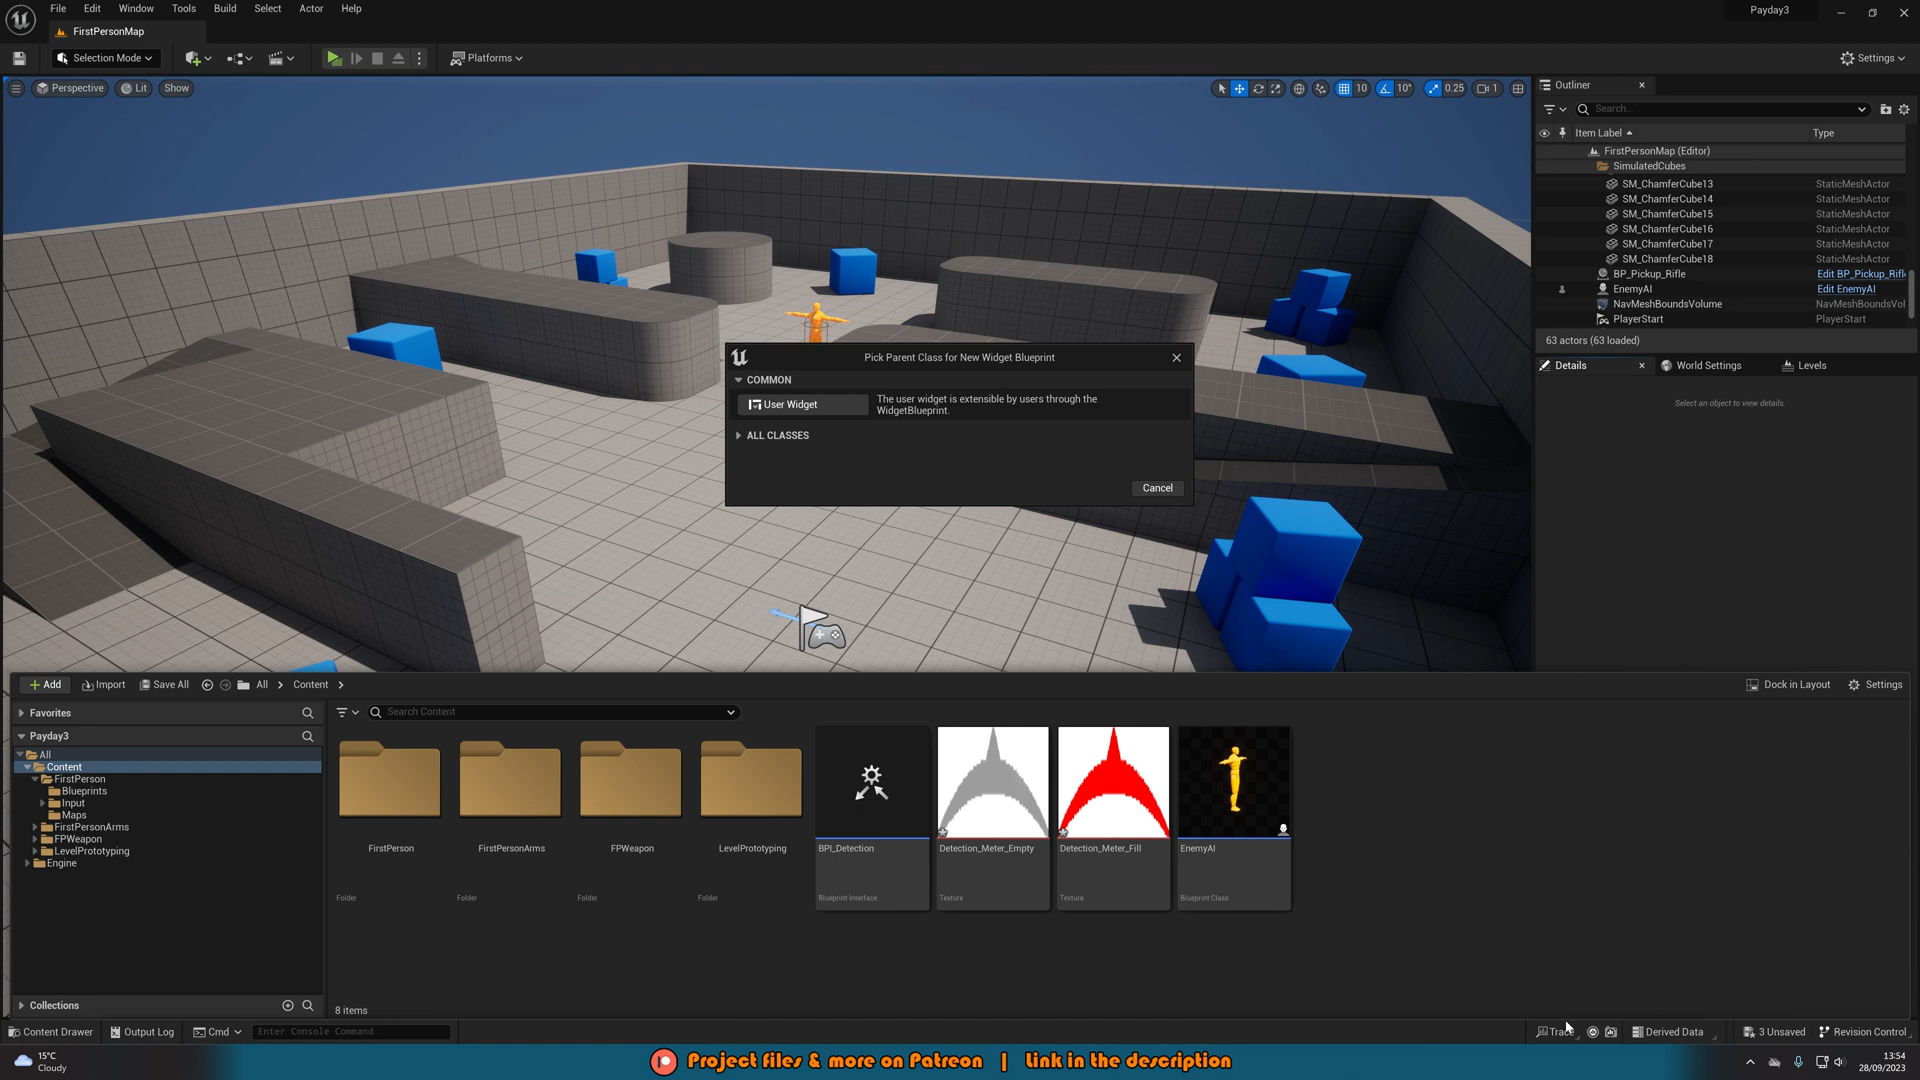 File Edit Window Tools Build Select Actor Help
Payday3
FirstPersonMap
Selection Mode
Platforms
Settings
Perspective
Lit
Show
10
10°
0.25
1
Outliner
Search...
Item Label
Type
FirstPersonMap (Editor)
SimulatedCubes
SM_ChamferCube13 StaticMeshActor
SM_ChamferCube14 StaticMeshActor
SM_ChamferCube15 StaticMeshActor
SM_ChamferCube16 StaticMeshActor
SM_ChamferCube17 StaticMeshActor
SM_ChamferCube18 StaticMeshActor
BP_Pickup_Rifle Edit BP_Pickup_Rifl
EnemyAI Edit EnemyAI
NavMeshBoundsVolume NavMeshBoundsVol
PlayerStart PlayerStart
63 actors (63 loaded)
Details
World Settings
Levels
Select an object to view details.
Pick Parent Class for New Widget Blueprint
COMMON
User Widget
The user widget is extensible by users through the
WidgetBlueprint.
ALL CLASSES
Cancel
Add
Import
Save All
All
Content
Dock in Layout
Settings
Favorites
Payday3
All
Content
FirstPerson
Blueprints
Input
Maps
FirstPersonArms
FPWeapon
LevelPrototyping
Engine
Collections
Search Content
FirstPerson
Folder
FirstPersonArms
Folder
FPWeapon
Folder
LevelPrototyping
Folder
BPI_Detection
Blueprint Interface
Detection_Meter_Empty
Texture
Detection_Meter_Fill
Texture
EnemyAI
Blueprint Class
8 items
Content Drawer
Output Log
Cmd
Enter Console Command
Trace
Derived Data
3 Unsaved
Revision Control
15°C
Cloudy
Project files & more on Patreon | Link in the description
13:54
28/09/2023